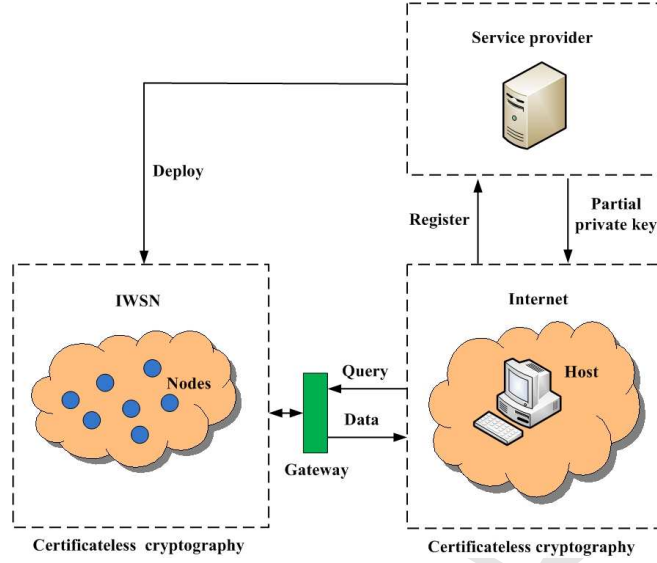 Service provider
Deploy
Register
Partial
private key
IWSN
Nodes
Internet
Host
Query
Data
Gateway
Certificateless cryptography
Certificateless cryptography